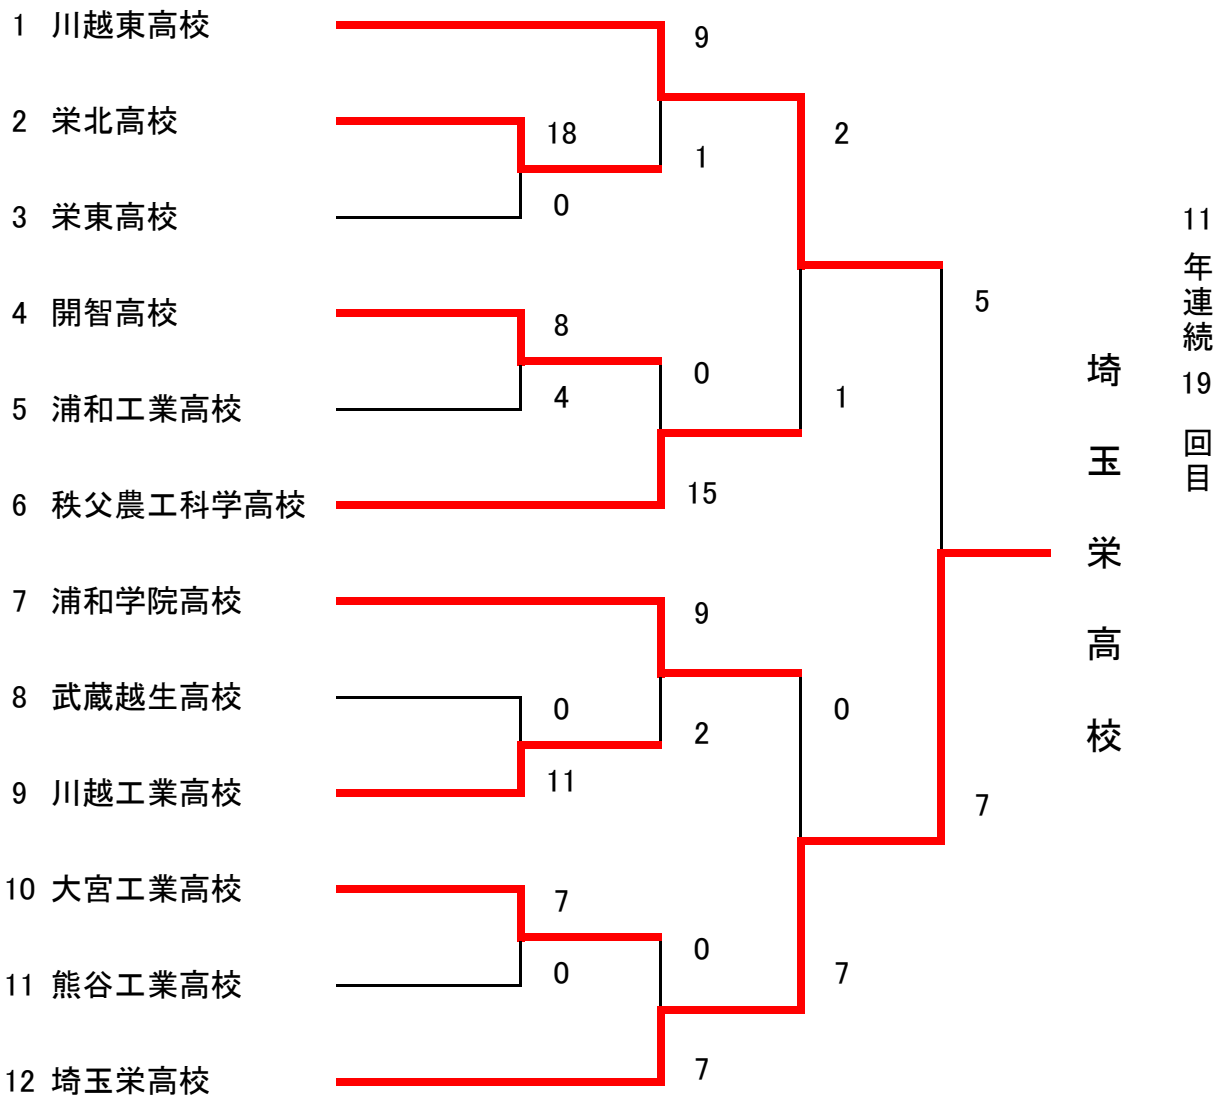 1 川越東高校
9
2 栄北高校
18
2
1
3 栄東高校
0
4 開智高校
8
5
0
5 浦和工業高校
4
1
6 秩父農工科学高校
15
7 浦和学院高校
9
8 武蔵越生高校
0
0
2
9 川越工業高校
11
7
10 大宮工業高校
7
0
11 熊谷工業高校
0
7
12 埼玉栄高校
7
埼玉栄高校
11年連続19回目